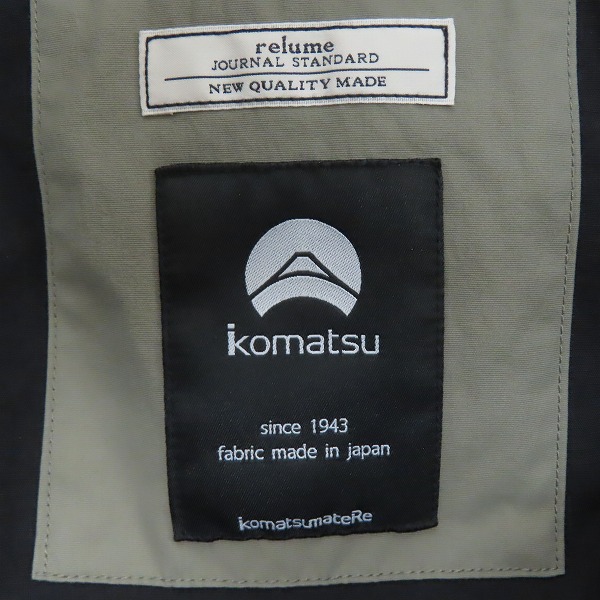 relume
JOURNAL STANDARD
NEW QUALITY MADE
komatsu
since 1943
fabric made in japan
komatsumateRe